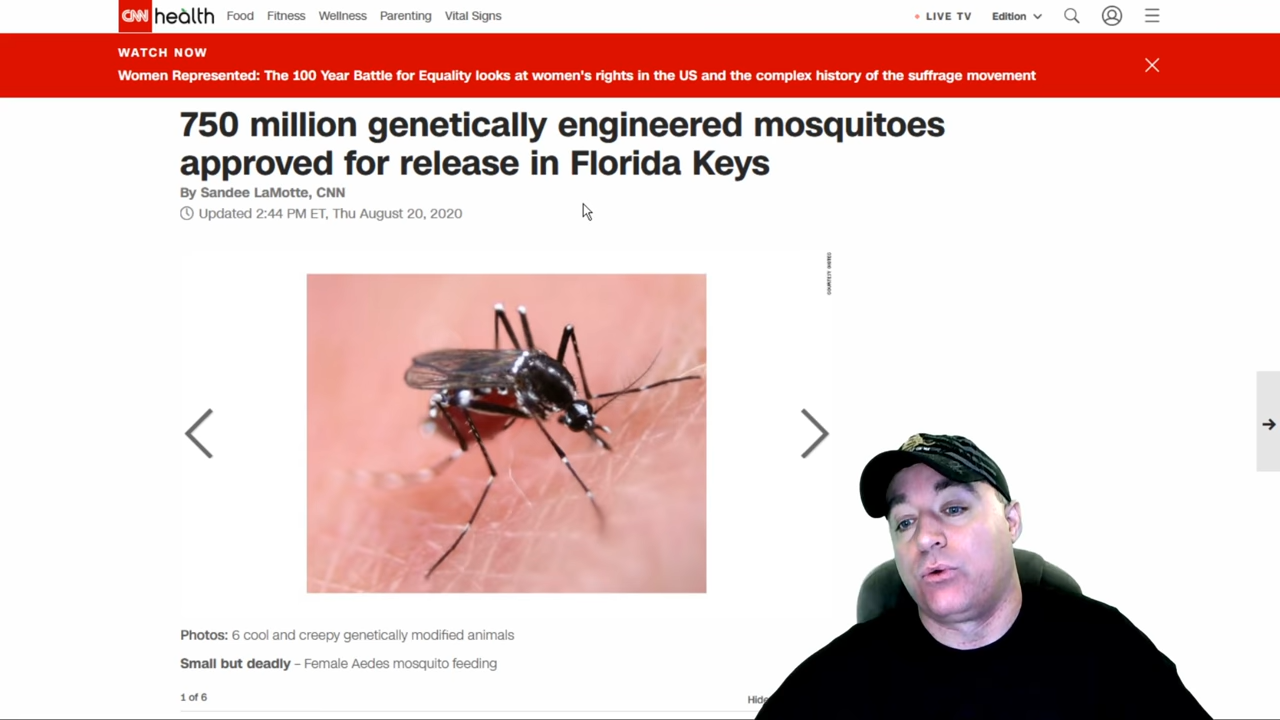 CNN health Food Fitness Wellness Parenting Vital Signs LIVE TV Edition
WATCH NOW
Women Represented: The 100 Year Battle for Equality looks at women's rights in the US and the complex history of the suffrage movement
750 million genetically engineered mosquitoes
approved for release in Florida Keys
By Sandee LaMotte, CNN
Updated 2:44 PM ET, Thu August 20, 2020
Photos: 6 cool and creepy genetically modified animals
Small but deadly – Female Aedes mosquito feeding
1 of 6 Hide